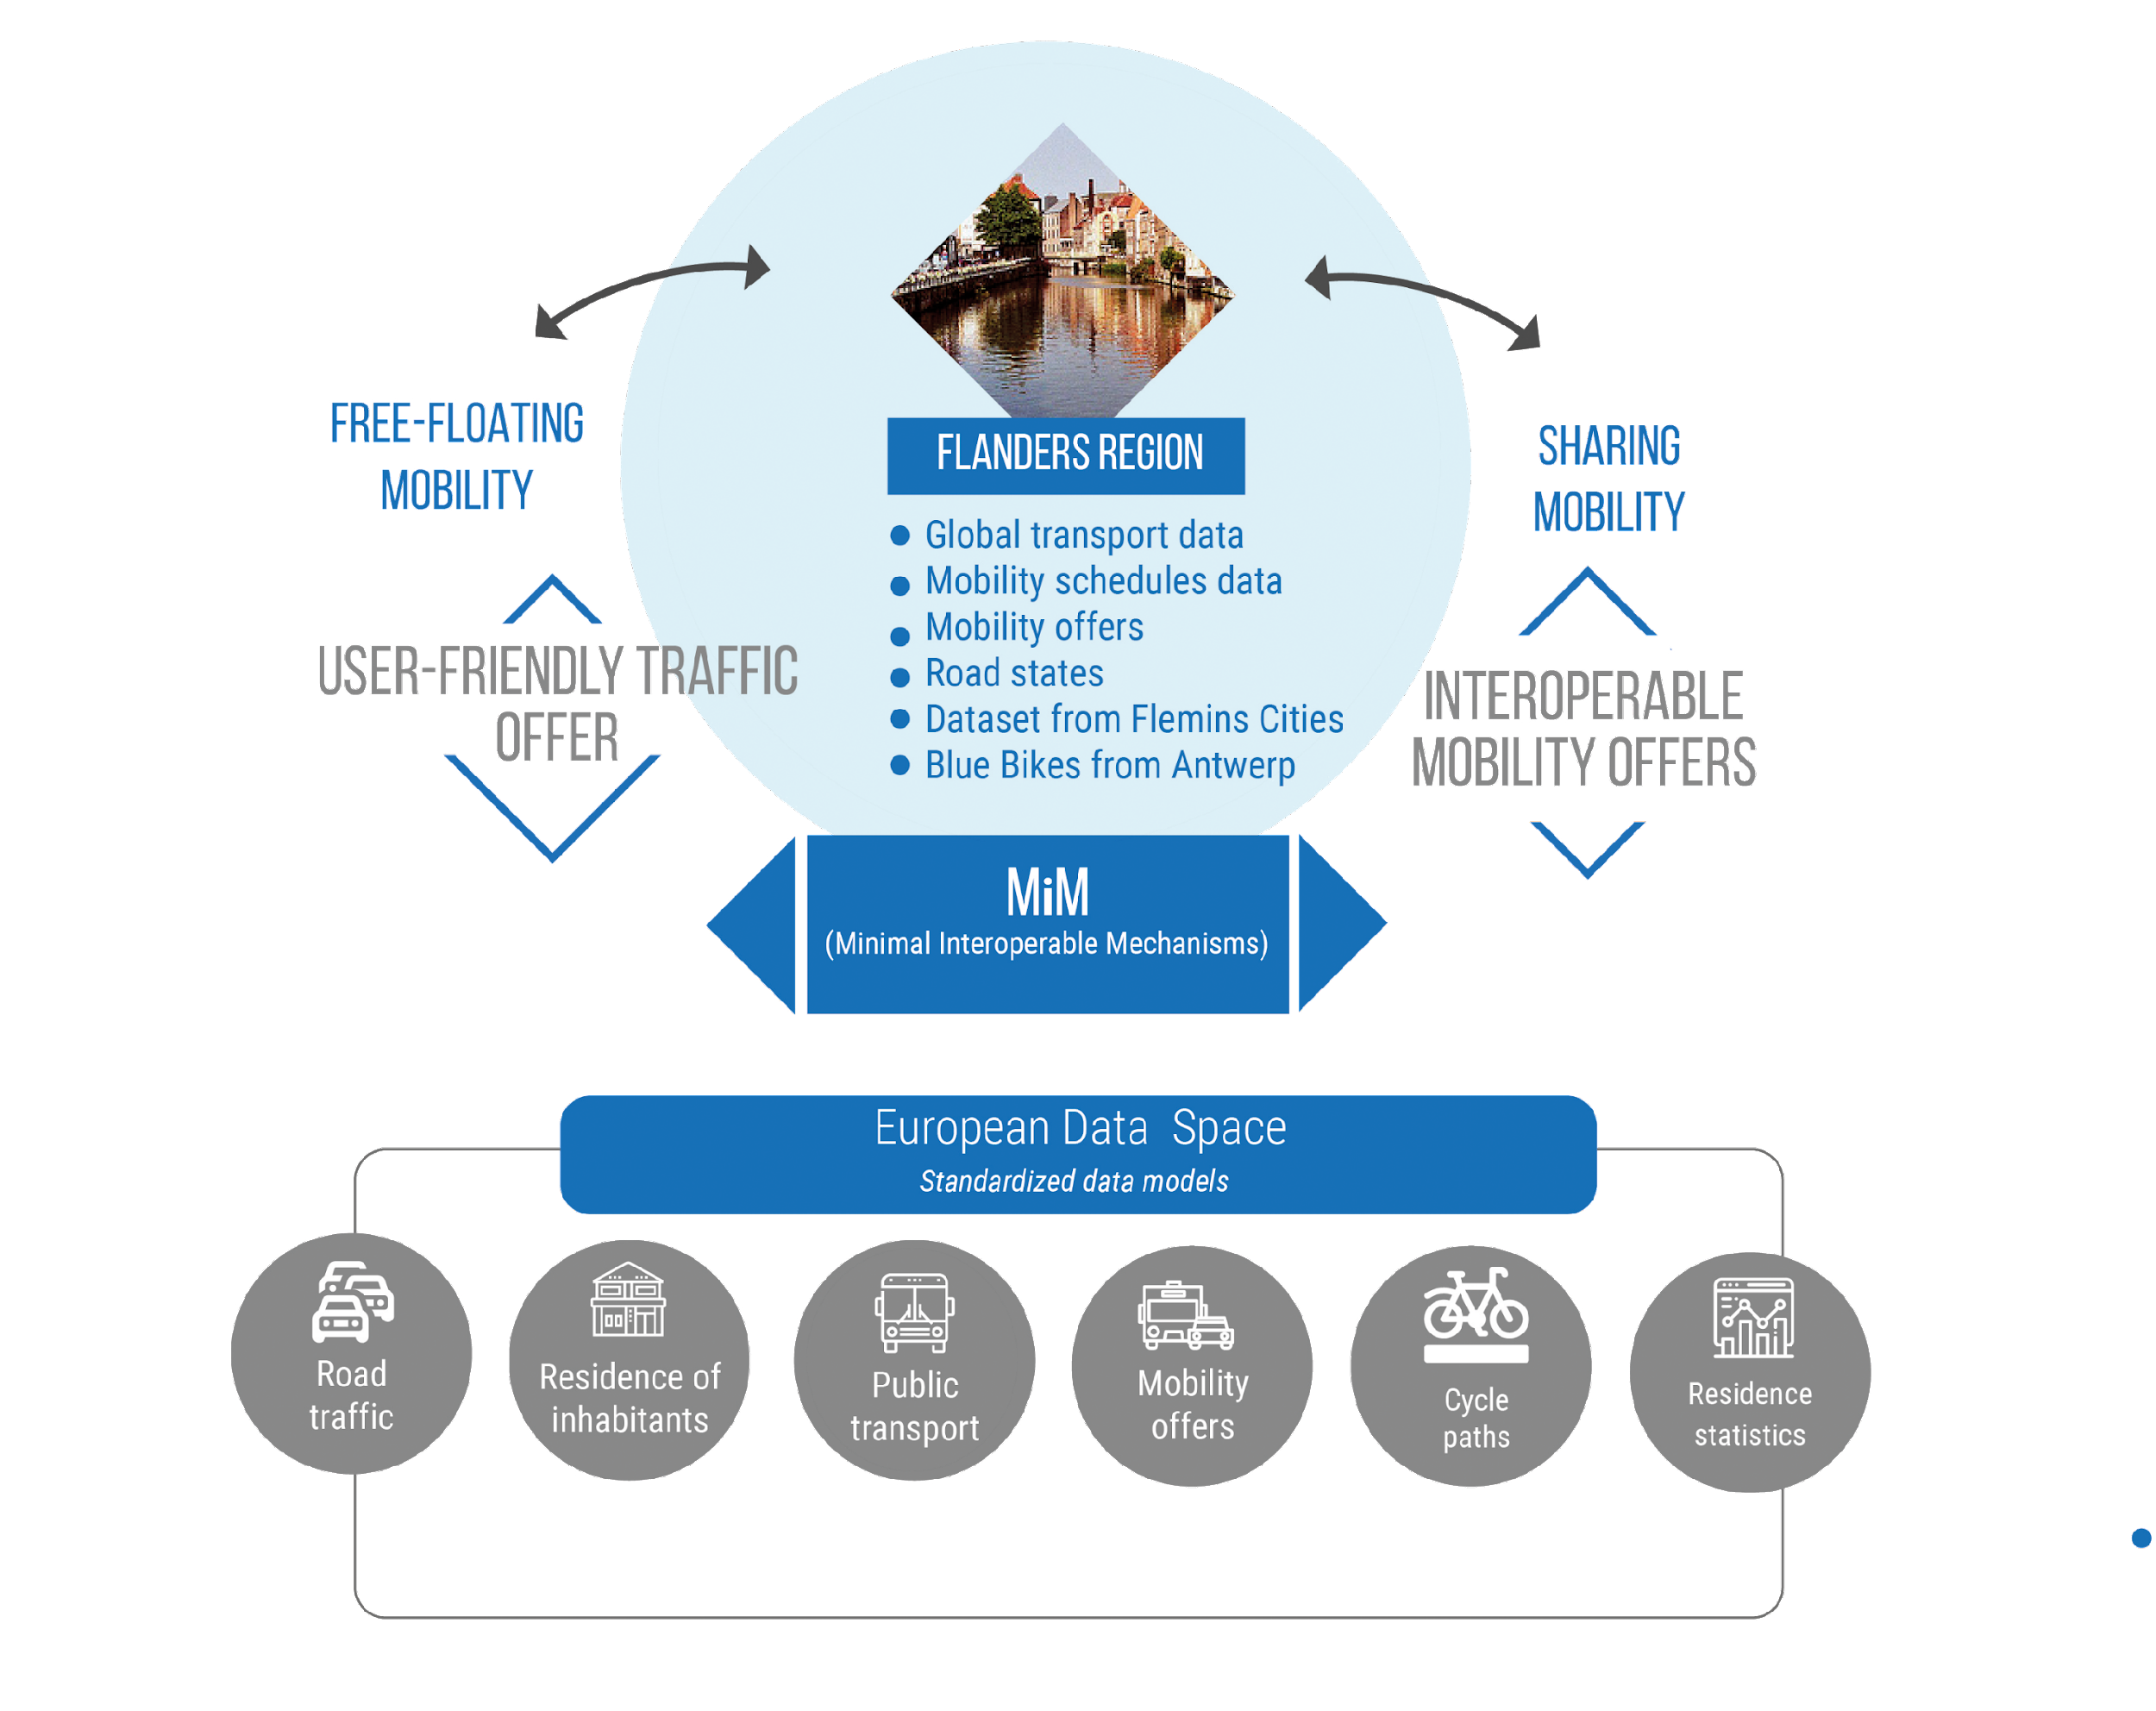 FREE-FLOATING
MOBILITY
USER-FRIENDLY TRAFFIC
OFFER
FLANDERS REGION
Global transport data
Mobility schedules data
Mobility offers
Road states
Dataset from Flemins Cities
Blue Bikes from Antwerp
SHARING
MOBILITY
INTEROPERABLE
MOBILITY OFFERS
MiM
(Minimal Interoperable Mechanisms)
European Data Space
Standardized data models
Road
traffic
Residence of
inhabitants
Public
transport
Mobility
offers
Cycle
paths
Residence
statistics